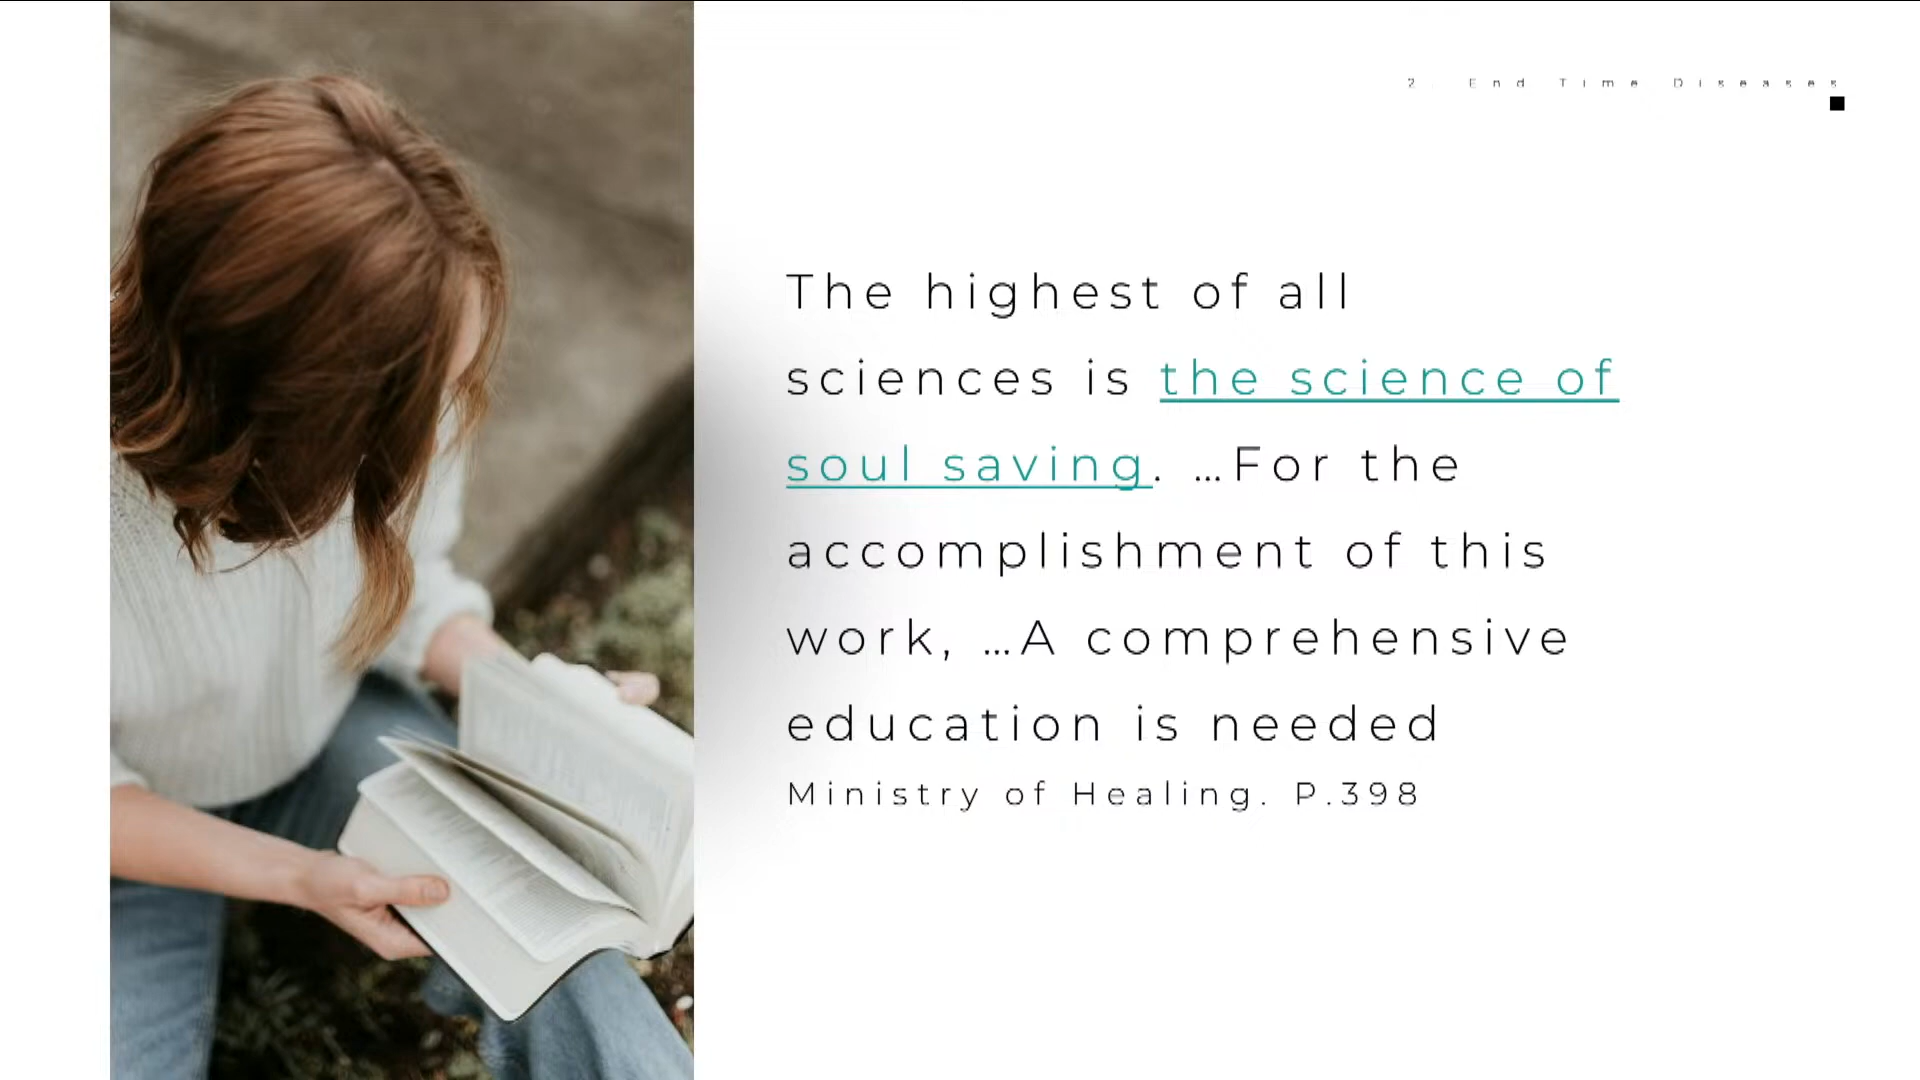 2. End Time Diseases
The highest of all
sciences is the science of
soul saving. …For the
accomplishment of this
work, …A comprehensive
education is needed
Ministry of Healing. P.398